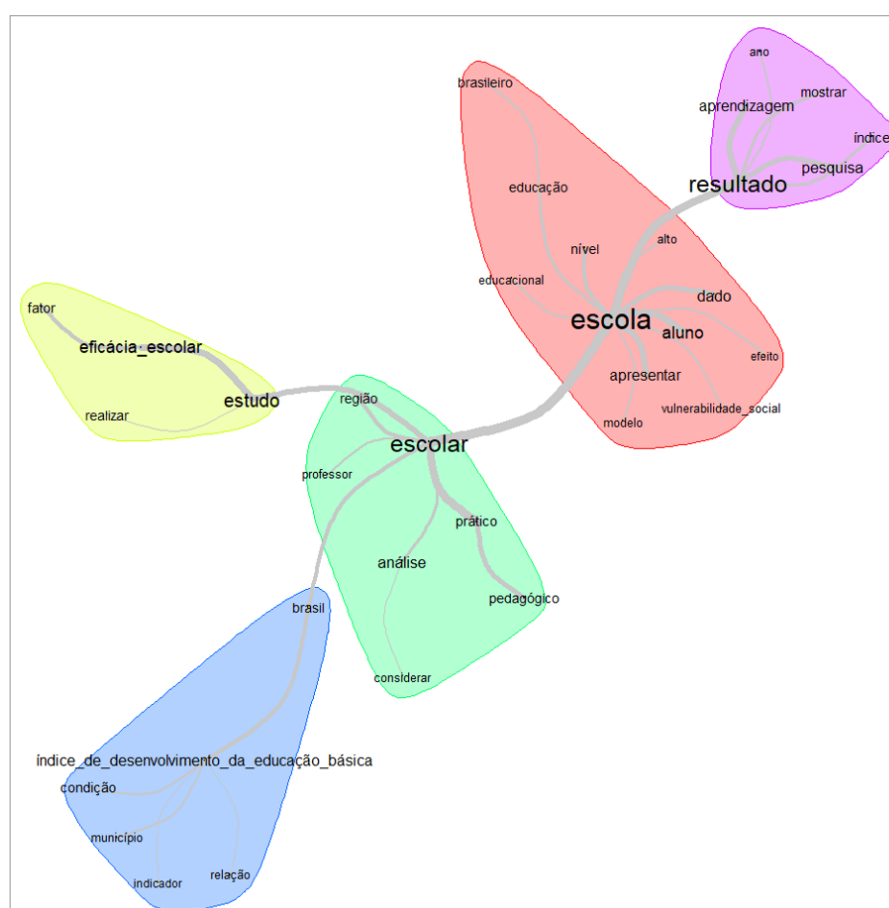 ano
brasileiro
mostrar
aprendizagem
índice
pesquisa
resultado
educação
alto
nível
educacional
dado
fator
escola
aluno
eficácia_escolar
efeito
apresentar
estudo
região
vulnerabilidade_social
realizar
modelo
escolar
professor
prático
análise
pedagógico
brasil
considerar
índice_de_desenvolvimento_da_educação_básica
condição
município
relação
indicador